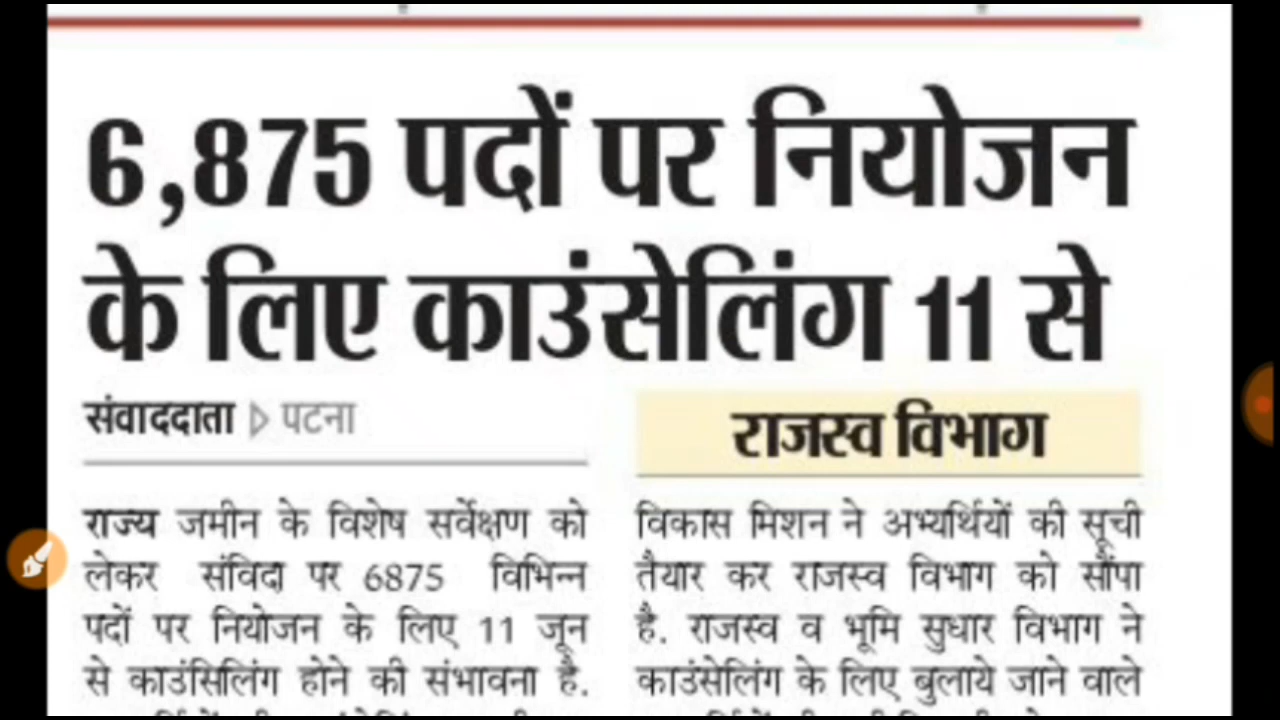 6,875 पदों पर नियोजन
के लिए काउंसेलिंग 11 से
संवाददाता ▷ पटना
राज्य जमीन के विशेष सर्वेक्षण को
लेकर संविदा पर 6875 विभिन्न
पदों पर नियोजन के लिए 11 जून
से काउंसिलिंग होने की संभावना है.
राजस्व विभाग
विकास मिशन ने अभ्यर्थियों की सूची
तैयार कर राजस्व विभाग को सौंपा
है. राजस्व व भूमि सुधार विभाग ने
काउंसेलिंग के लिए बुलाये जाने वाले